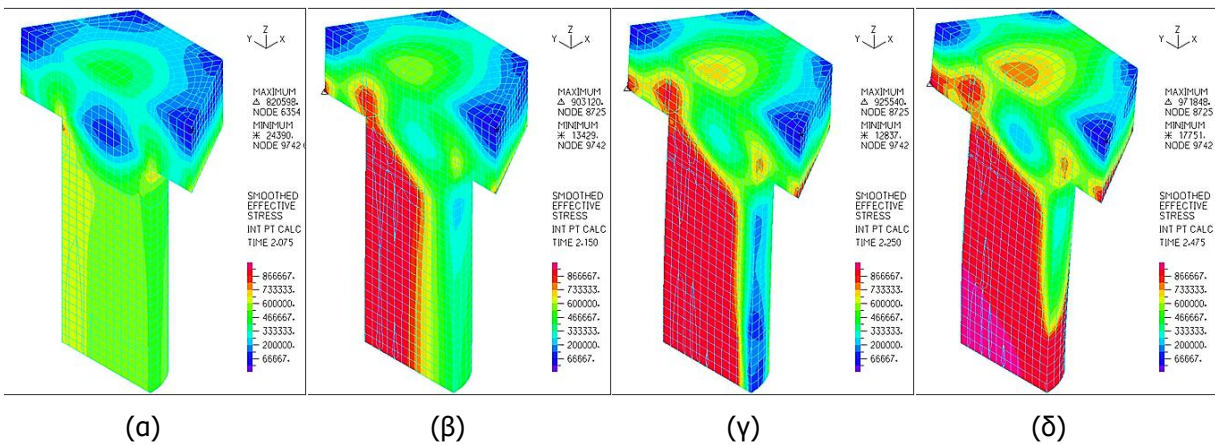 Z
Y X
MAXIMUM
Δ 820598.
NODE 6354
MINIMUM
* 24390.
NODE 9742
SMOOTHED
EFFECTIVE
STRESS
INT PT CALC
TIME 2.075
866667.
733333.
600000.
466667.
333333.
200000.
66667.
(α)
Z
Y X
MAXIMUM
Δ 903120.
NODE 8725
MINIMUM
* 13429.
NODE 9742
SMOOTHED
EFFECTIVE
STRESS
INT PT CALC
TIME 2.150
866667.
733333.
600000.
466667.
333333.
200000.
66667.
(β)
Z
Y X
MAXIMUM
Δ 925540.
NODE 8725
MINIMUM
* 12837.
NODE 9742
SMOOTHED
EFFECTIVE
STRESS
INT PT CALC
TIME 2.250
866667.
733333.
600000.
466667.
333333.
200000.
66667.
(γ)
Z
Y X
MAXIMUM
Δ 971848.
NODE 8725
MINIMUM
* 17751.
NODE 9742
SMOOTHED
EFFECTIVE
STRESS
INT PT CALC
TIME 2.475
866667.
733333.
600000.
466667.
333333.
200000.
66667.
(δ)